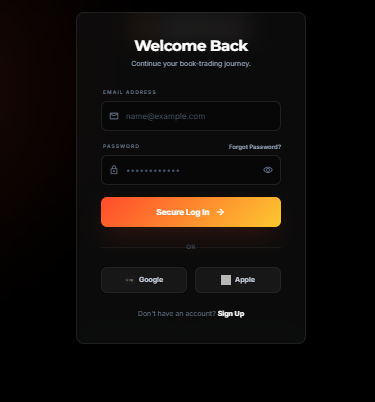 Welcome Back
Continue your book-trading journey.
EMAIL ADDRESS
name@example.com
PASSWORD Forgot Password?
••••••••••••
Secure Log In →
OR
Google Apple
Don't have an account? Sign Up